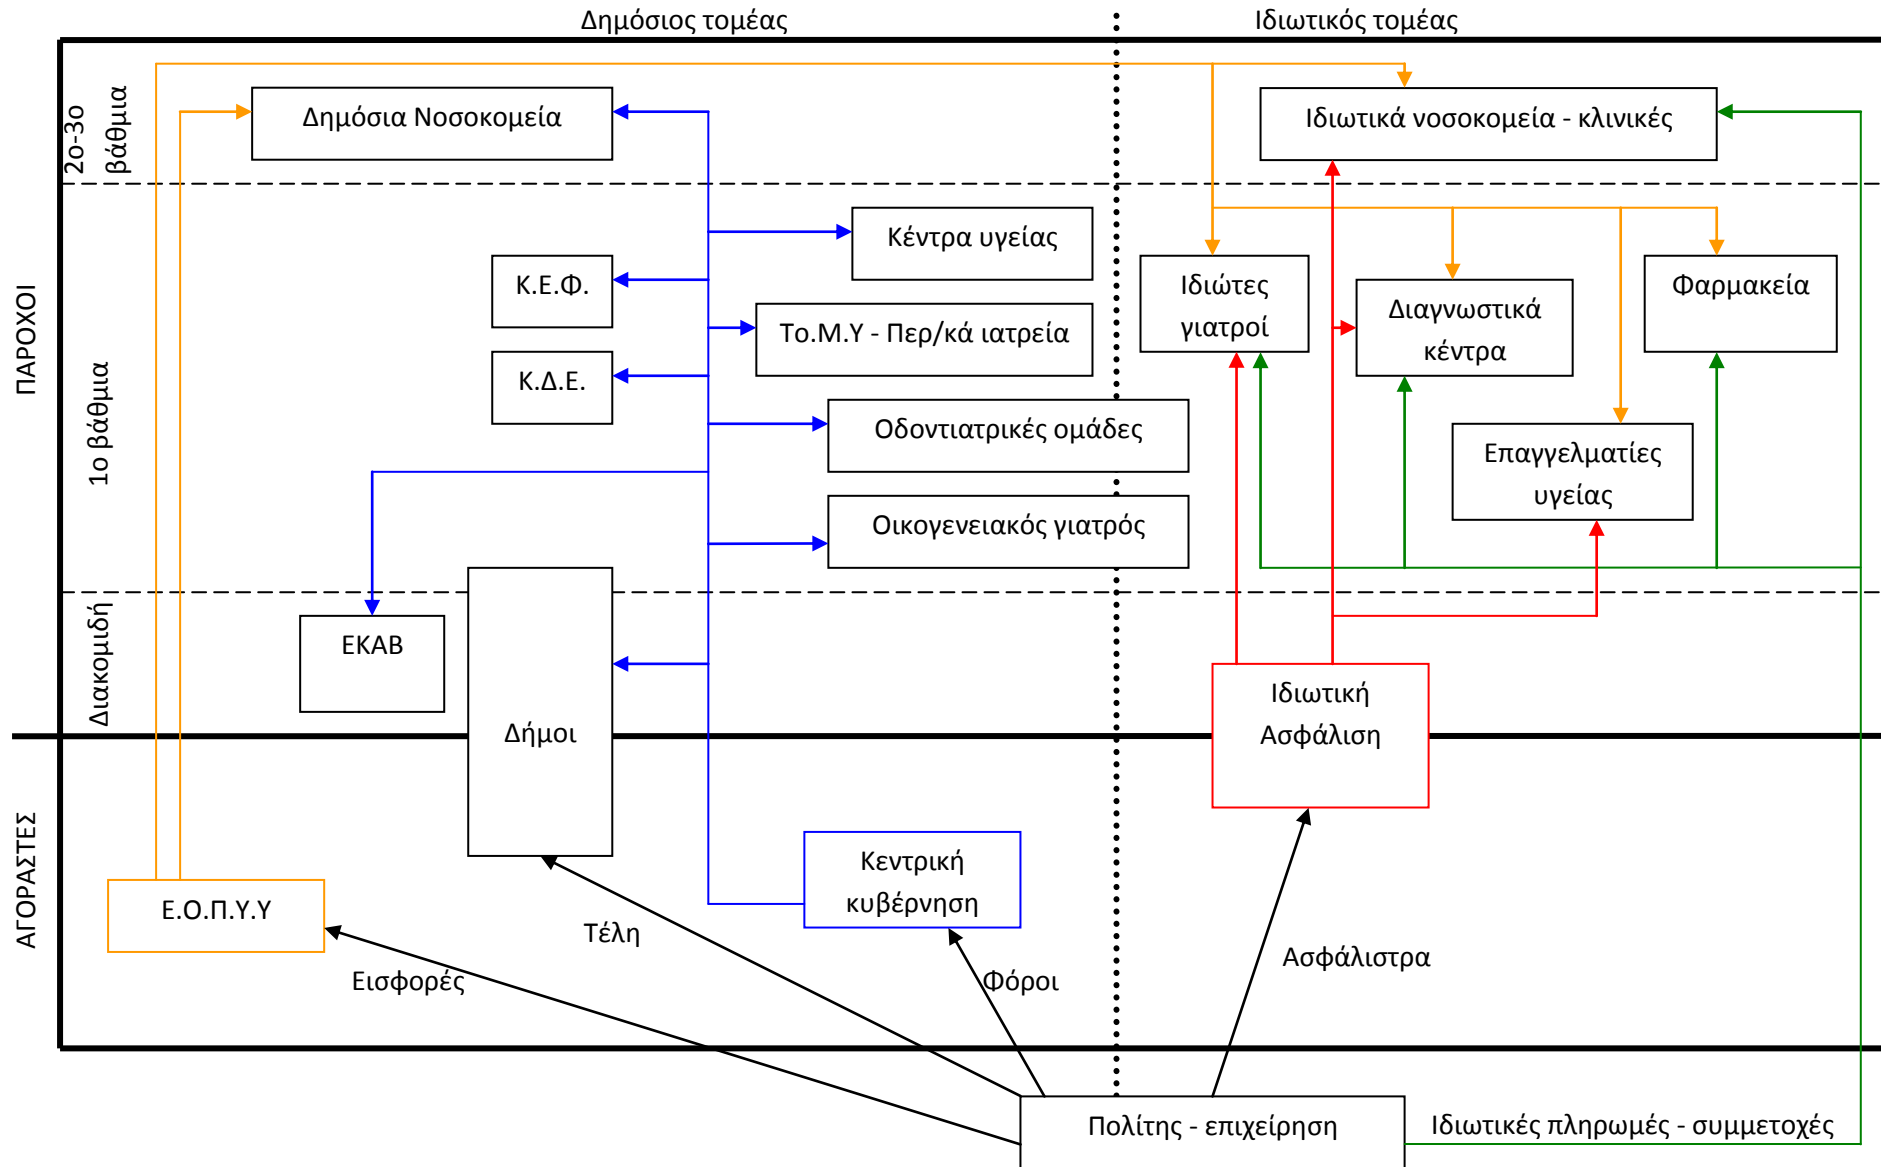 Δημόσιος τομέας
Ιδιωτικός τομέας
2ο-3ο
βάθμια
Δημόσια Νοσοκομεία
Ιδιωτικά νοσοκομεία - κλινικές
ΠΑΡΟΧΟΙ
1ο βάθμια
Κέντρα υγείας
Κ.Ε.Φ.
Το.Μ.Υ - Περ/κά ιατρεία
Κ.Δ.Ε.
Οδοντιατρικές ομάδες
Οικογενειακός γιατρός
Ιδιώτες
γιατροί
Διαγνωστικά
κέντρα
Φαρμακεία
Επαγγελματίες
υγείας
Διακομιδή
ΕΚΑΒ
Δήμοι
Ιδιωτική
Ασφάλιση
ΑΓΟΡΑΣΤΕΣ
Ε.Ο.Π.Υ.Υ
Κεντρική
κυβέρνηση
Εισφορές
Τέλη
Φόροι
Ασφάλιστρα
Πολίτης - επιχείρηση
Ιδιωτικές πληρωμές - συμμετοχές